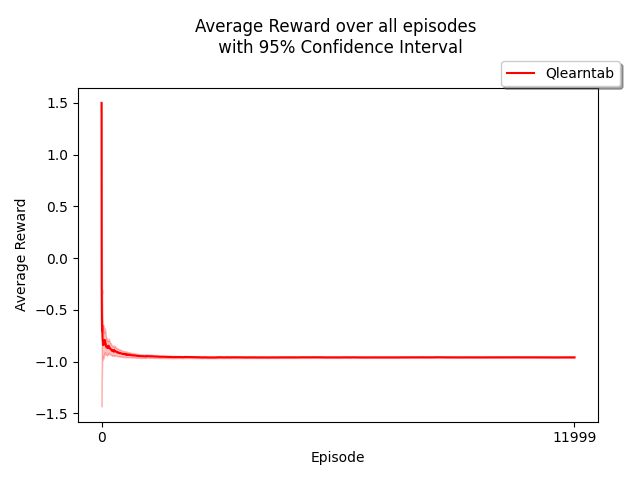 Average Reward over all episodes
with 95% Confidence Interval
Qlearntab
1.5
1.0
0.5
0.0
−0.5
−1.0
−1.5
Average Reward
0
11999
Episode